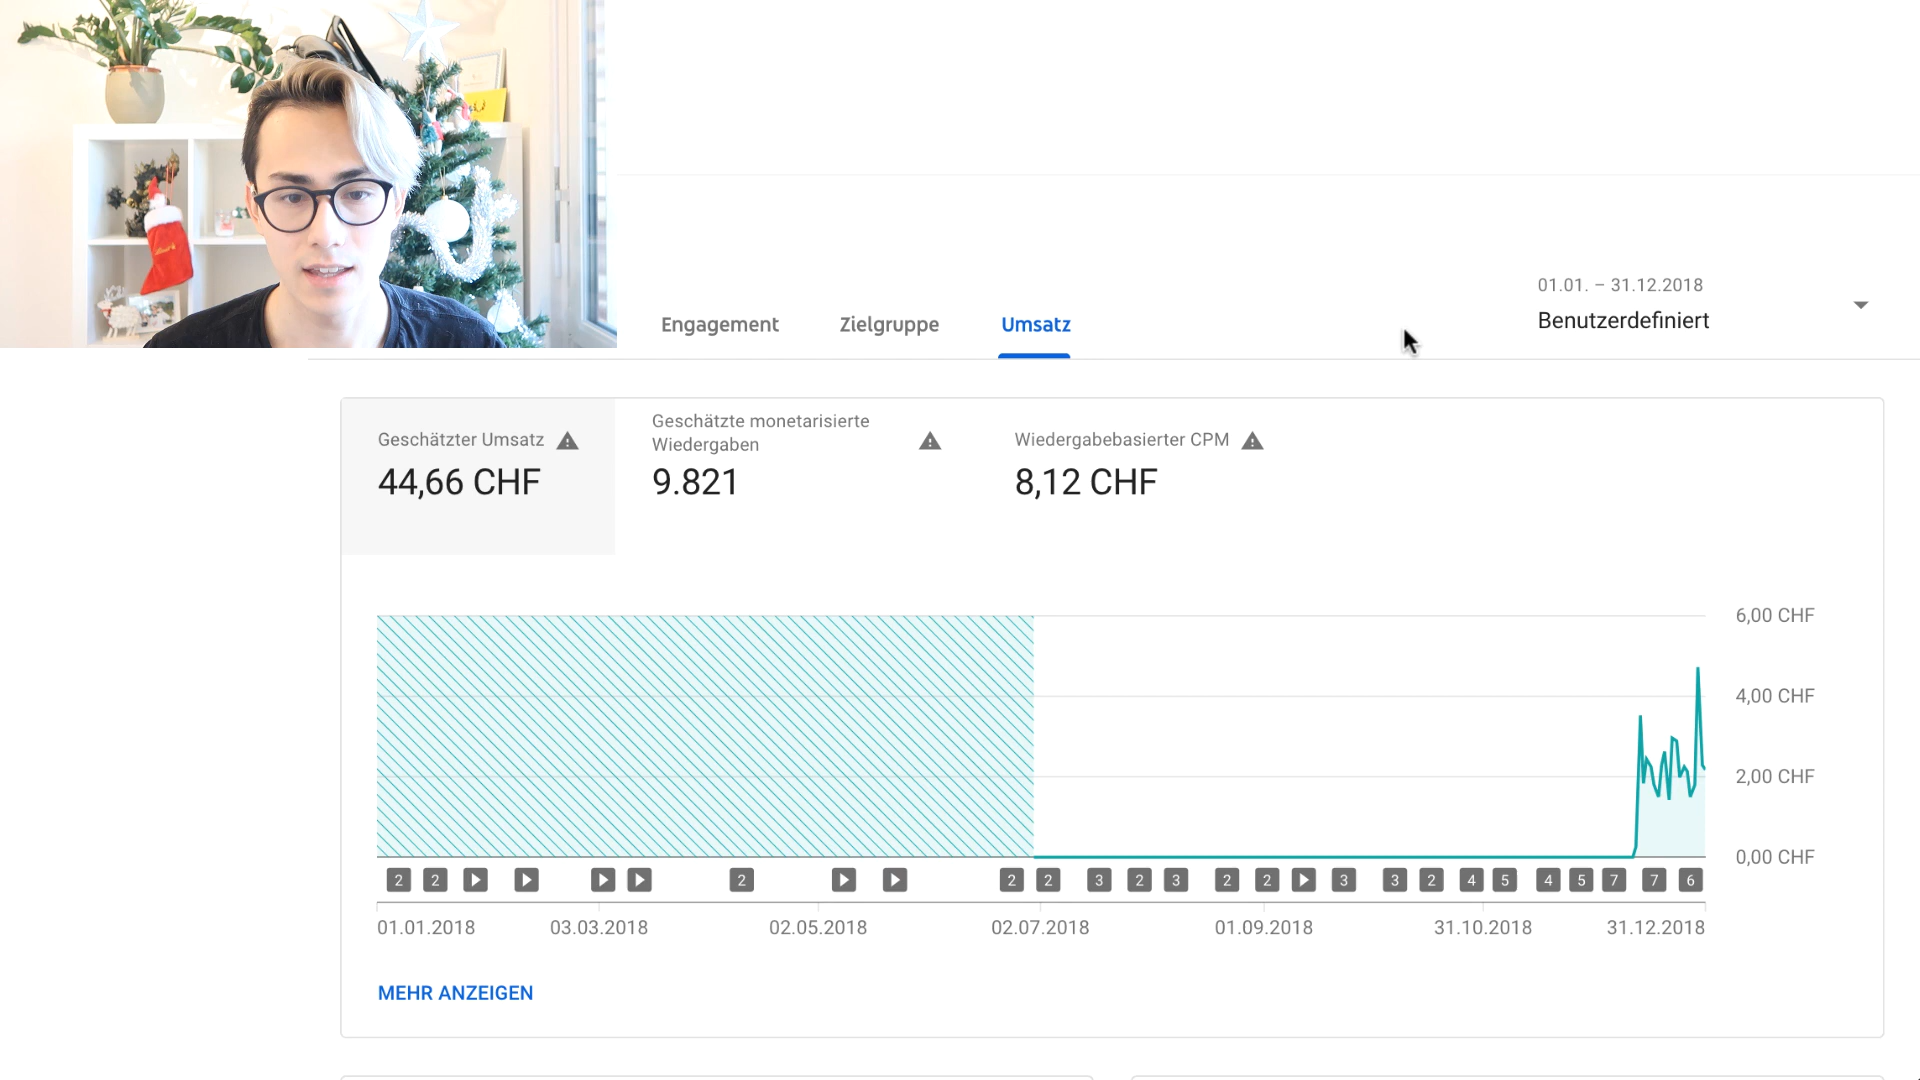 01.01. – 31.12.2018
Benutzerdefiniert
Engagement
Zielgruppe
Umsatz
Geschätzter Umsatz
44,66 CHF
Geschätzte monetarisierte
Wiedergaben
9.821
Wiedergabebasierter CPM
8,12 CHF
6,00 CHF
4,00 CHF
2,00 CHF
0,00 CHF
2 2 2 2 2 3 2 3 2 2 3 3 2 4 5 4 5 7 7 6
01.01.2018 03.03.2018 02.05.2018 02.07.2018 01.09.2018 31.10.2018 31.12.2018
MEHR ANZEIGEN